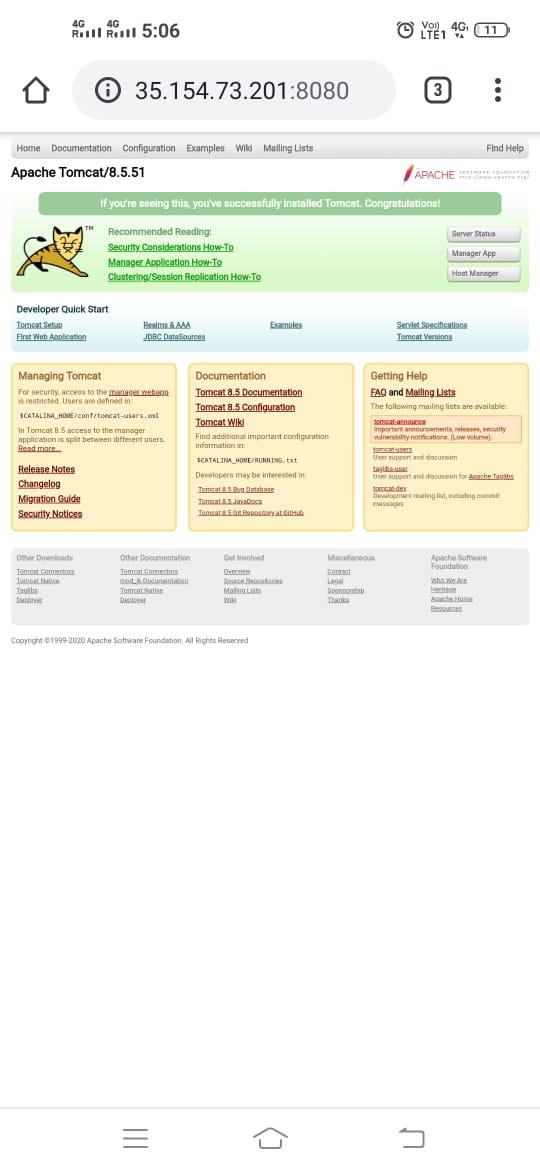 4G 4G 5:06 Vo)) LTE1 4G 11
35.154.73.201:8080 3
Home Documentation Configuration Examples Wiki Mailing Lists Find Help
Apache Tomcat/8.5.51
APACHE SOFTWARE FOUNDATION
http://www.apache.org/
If you're seeing this, you've successfully installed Tomcat. Congratulations!
TM
Recommended Reading:
Security Considerations How-To
Manager Application How-To
Clustering/Session Replication How-To
Server Status
Manager App
Host Manager
Developer Quick Start
Tomcat Setup Realms & AAA Examples Servlet Specifications
First Web Application JDBC DataSources Tomcat Versions
Managing Tomcat
For security, access to the manager webapp
is restricted. Users are defined in:
$CATALINA_HOME/conf/tomcat-users.xml
In Tomcat 8.5 access to the manager
application is split between different users.
Read more...
Release Notes
Changelog
Migration Guide
Security Notices
Documentation
Tomcat 8.5 Documentation
Tomcat 8.5 Configuration
Tomcat Wiki
Find additional important configuration
information in:
$CATALINA_HOME/RUNNING.txt
Developers may be interested in:
Tomcat 8.5 Bug Database
Tomcat 8.5 JavaDocs
Tomcat 8.5 Git Repository at GitHub
Getting Help
FAQ and Mailing Lists
The following mailing lists are available:
tomcat-announce
Important announcements, releases, security
vulnerability notifications. (Low volume).
tomcat-users
User support and discussion
taglibs-user
User support and discussion for Apache Taglibs
tomcat-dev
Development mailing list, including commit
messages
Other Downloads
Tomcat Connectors
Tomcat Native
Taglibs
Deployer
Other Documentation
Tomcat Connectors
mod_jk Documentation
Tomcat Native
Deployer
Get Involved
Overview
Source Repositories
Mailing Lists
Wiki
Miscellaneous
Contact
Legal
Sponsorship
Thanks
Apache Software
Foundation
Who We Are
Heritage
Apache Home
Resources
Copyright ©1999-2020 Apache Software Foundation. All Rights Reserved